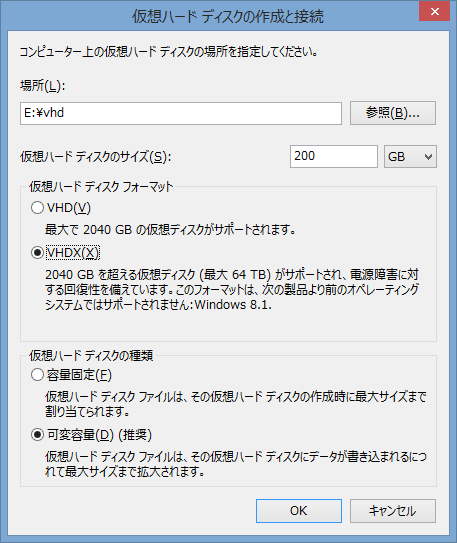 仮想ハード ディスクの作成と接続
コンピューター上の仮想ハード ディスクの場所を指定してください。
場所(L):
E:¥vhd
参照(B)...
仮想ハード ディスクのサイズ(S):
200
GB
仮想ハード ディスク フォーマット
VHD(V)
最大で 2040 GB の仮想ディスクがサポートされます。
VHDX(X)
2040 GB を超える仮想ディスク (最大 64 TB) がサポートされ、電源障害に対
する回復性を備えています。このフォーマットは、次の製品より前のオペレーティング
システムではサポートされません:Windows 8.1.
仮想ハード ディスクの種類
容量固定(F)
仮想ハード ディスク ファイルは、その仮想ハード ディスクの作成時に最大サイズまで
割り当てられます。
可変容量(D) (推奨)
仮想ハード ディスク ファイルは、その仮想ハード ディスクにデータが書き込まれるにつ
れて最大サイズまで拡大されます。
OK
キャンセル